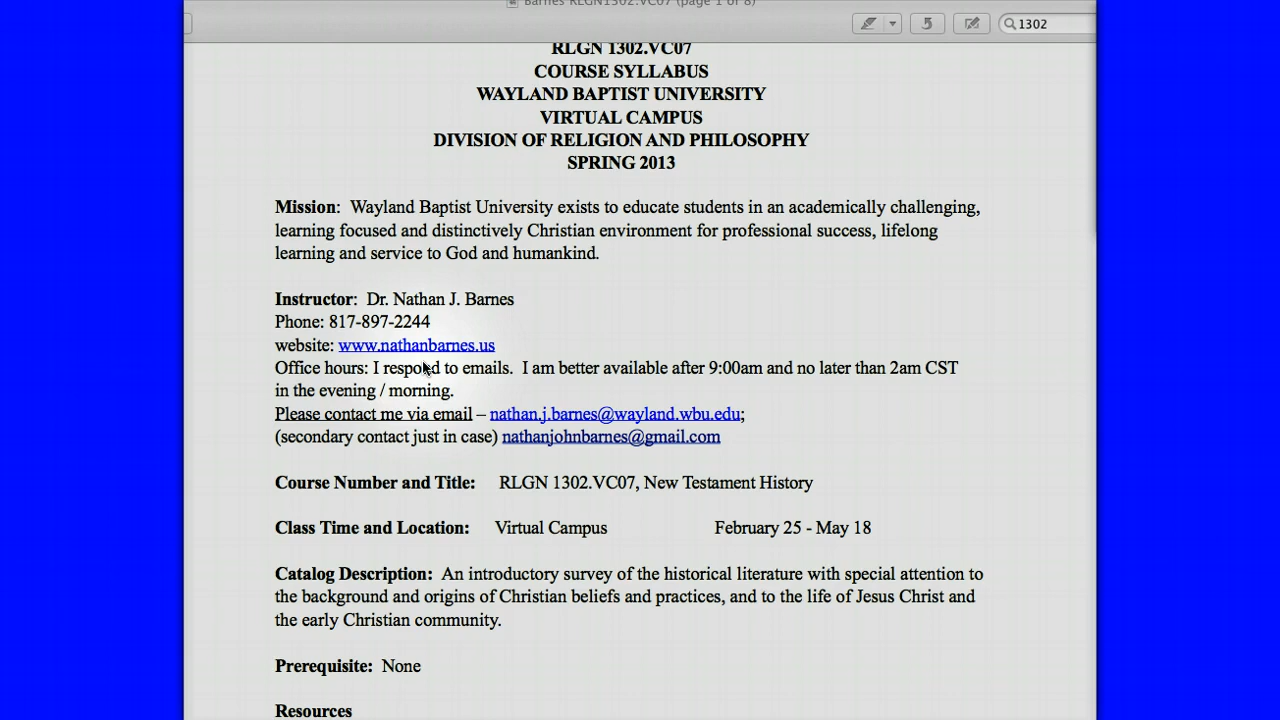 Barnes RLGN1302.VC07 (page 1 of 8)
1302
RLGN 1302.VC07
COURSE SYLLABUS
WAYLAND BAPTIST UNIVERSITY
VIRTUAL CAMPUS
DIVISION OF RELIGION AND PHILOSOPHY
SPRING 2013
Mission:  Wayland Baptist University exists to educate students in an academically challenging,
learning focused and distinctively Christian environment for professional success, lifelong
learning and service to God and humankind.
Instructor:  Dr. Nathan J. Barnes
Phone: 817-897-2244
website: www.nathanbarnes.us
Office hours: I respond to emails.  I am better available after 9:00am and no later than 2am CST
in the evening / morning.
Please contact me via email – nathan.j.barnes@wayland.wbu.edu;
(secondary contact just in case) nathanjohnbarnes@gmail.com
Course Number and Title:    RLGN 1302.VC07, New Testament History
Class Time and Location:    Virtual Campus    February 25 - May 18
Catalog Description:  An introductory survey of the historical literature with special attention to
the background and origins of Christian beliefs and practices, and to the life of Jesus Christ and
the early Christian community.
Prerequisite:  None
Resources